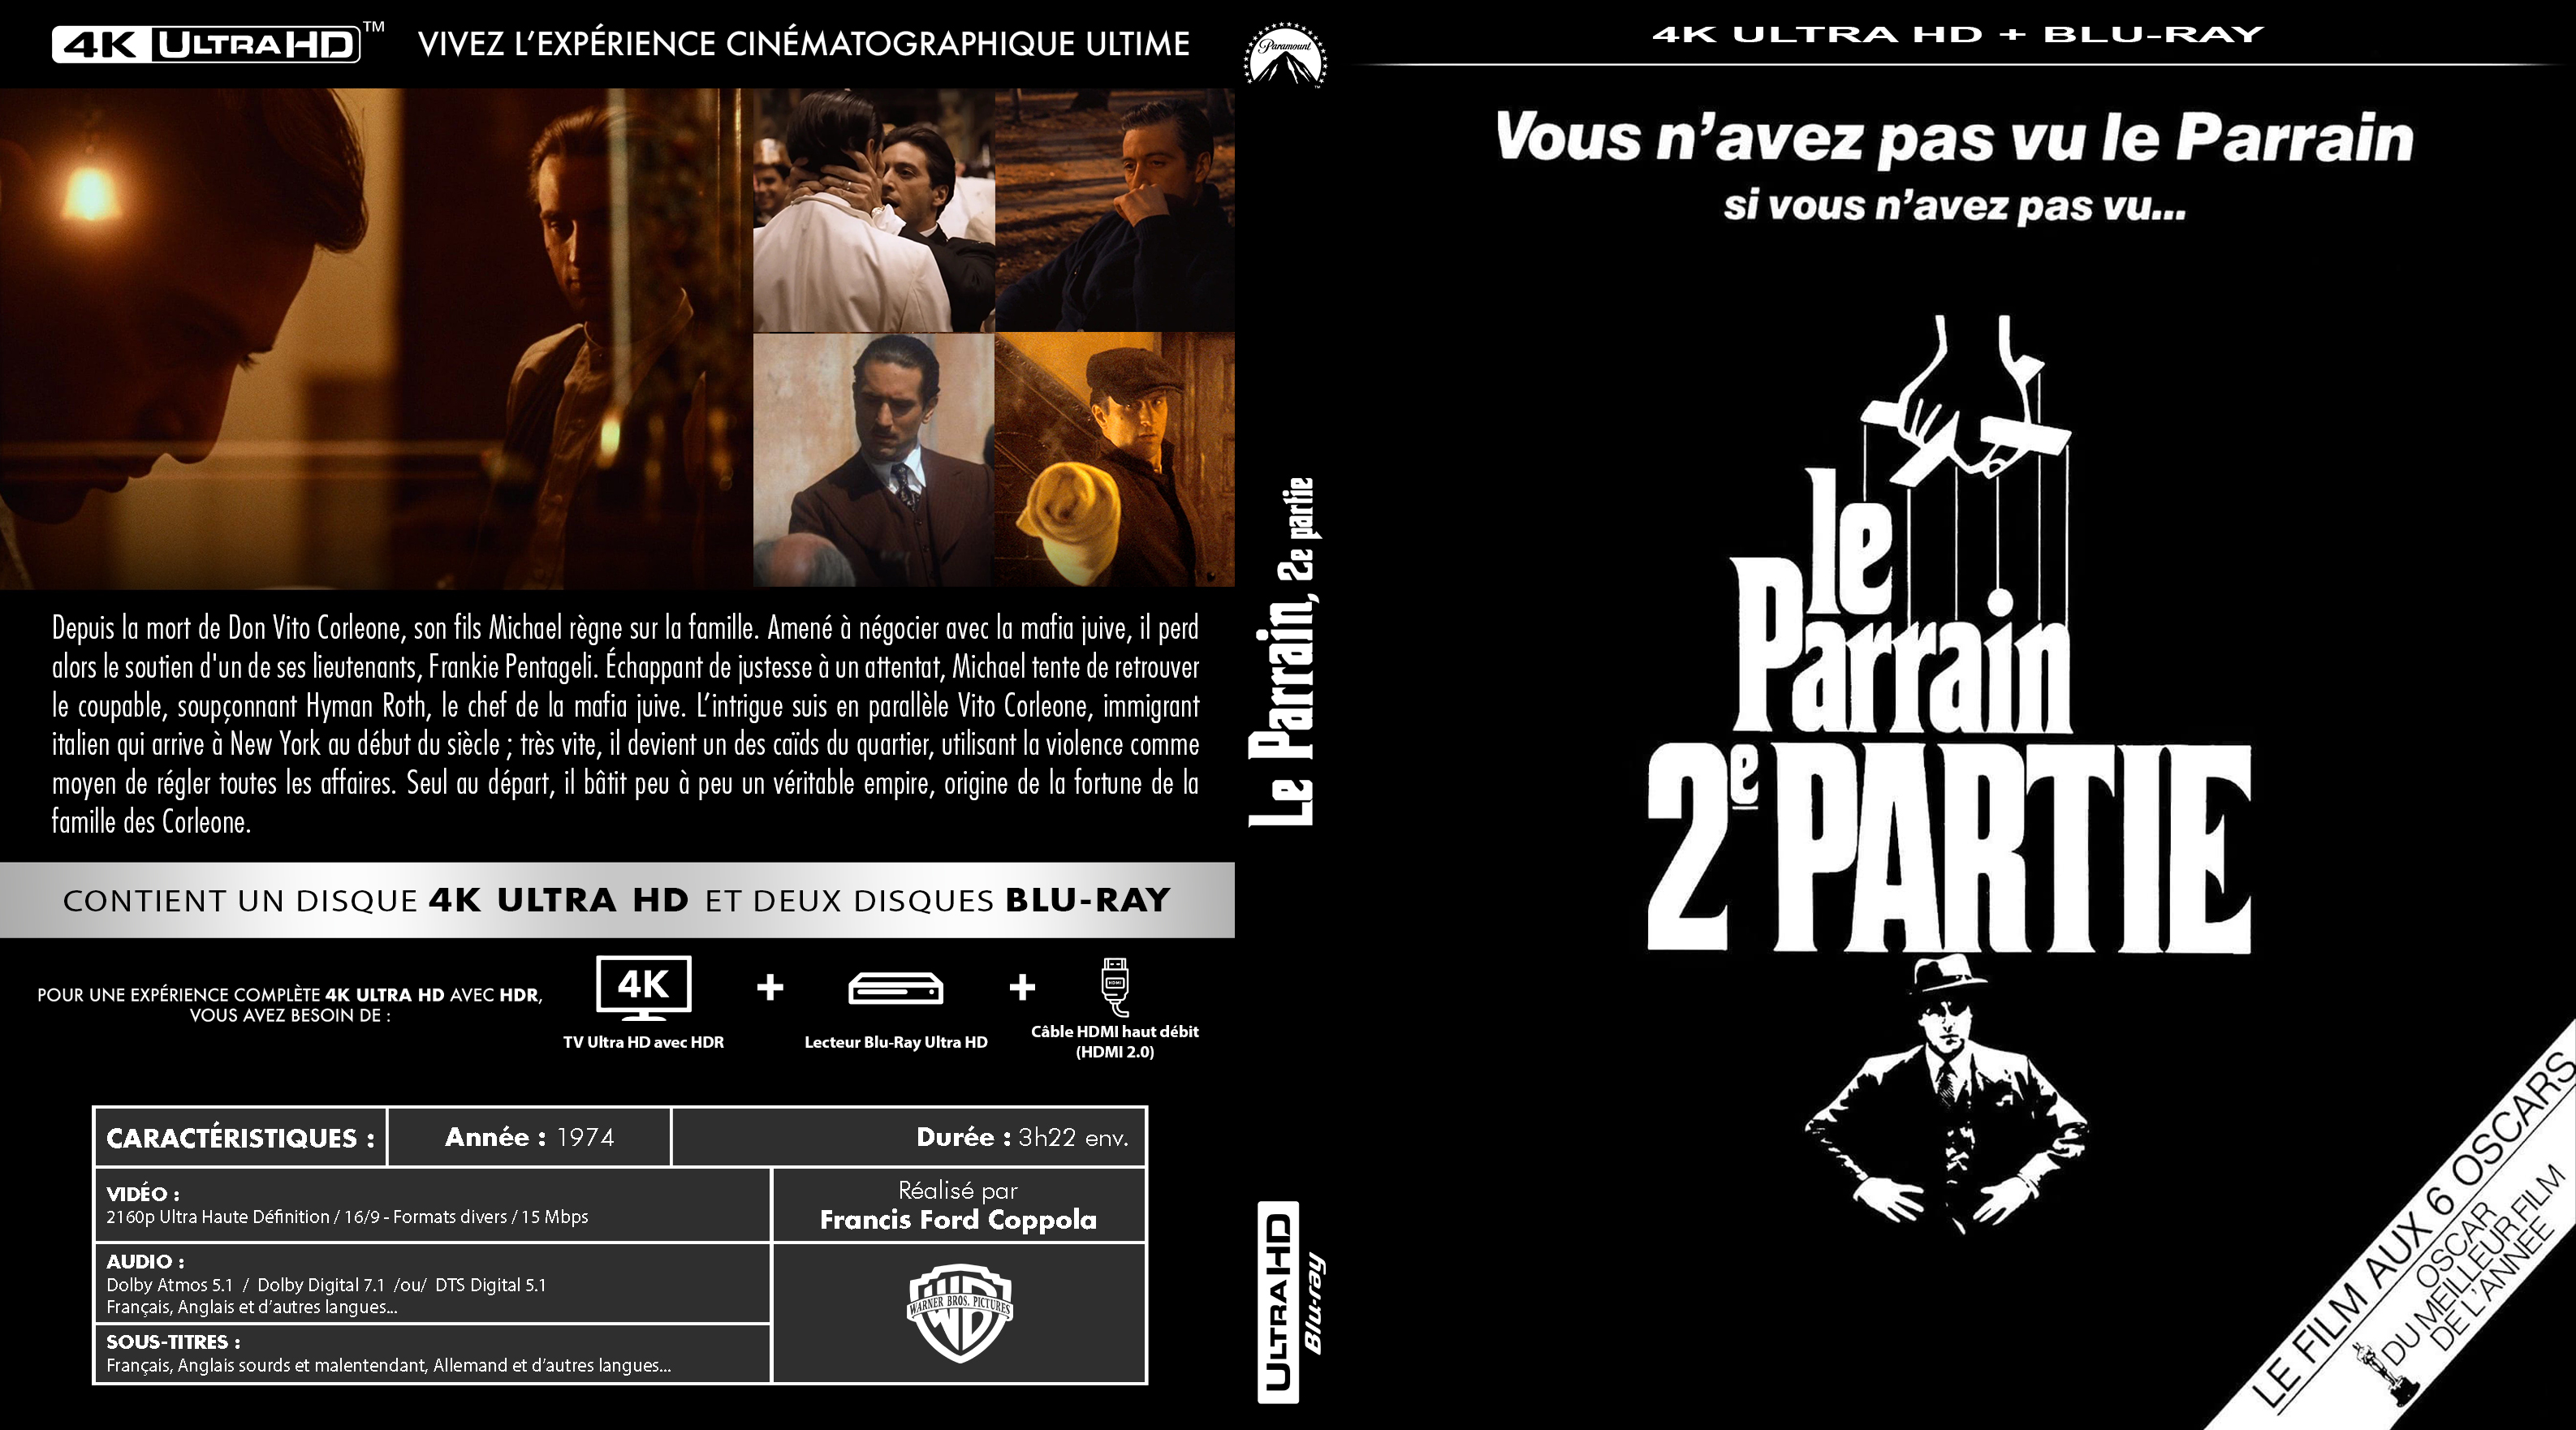 4K ULTRAHD™
VIVEZ L'EXPÉRIENCE CINÉMATOGRAPHIQUE ULTIME
Depuis la mort de Don Vito Corleone, son fils Michael règne sur la famille. Amené à négocier avec la mafia juive, il perd
alors le soutien d'un de ses lieutenants, Frankie Pentageli. Échappant de justesse à un attentat, Michael tente de retrouver
le coupable, soupçonnant Hyman Roth, le chef de la mafia juive. L'intrigue suis en parallèle Vito Corleone, immigrant
italien qui arrive à New York au début du siècle ; très vite, il devient un des caïds du quartier, utilisant la violence comme
moyen de régler toutes les affaires. Seul au départ, il bâtit peu à peu un véritable empire, origine de la fortune de la
famille des Corleone.
CONTIENT UN DISQUE 4K ULTRA HD ET DEUX DISQUES BLU-RAY
POUR UNE EXPÉRIENCE COMPLÈTE 4K ULTRA HD AVEC HDR,
VOUS AVEZ BESOIN DE :
4K
TV Ultra HD avec HDR
+
Lecteur Blu-Ray Ultra HD
+
HDMI
Câble HDMI haut débit
(HDMI 2.0)
CARACTÉRISTIQUES :
Année : 1974
Durée : 3h22 env.
VIDÉO :
2160p Ultra Haute Définition / 16/9 - Formats divers / 15 Mbps
Réalisé par
Francis Ford Coppola
AUDIO :
Dolby Atmos 5.1 / Dolby Digital 7.1 /ou/ DTS Digital 5.1
Français, Anglais et d'autres langues...
SOUS-TITRES :
Français, Anglais sourds et malentendant, Allemand et d'autres langues...
WARNER BROS. PICTURES
Paramount
Le Parrain, 2e partie
ULTRAHD
Blu-ray
4K ULTRA HD + BLU-RAY
Vous n'avez pas vu le Parrain
si vous n'avez pas vu...
le
Parrain
2e PARTIE
LE FILM AUX 6 OSCARS
OSCAR
DU MEILLEUR FILM
DE L'ANNEE